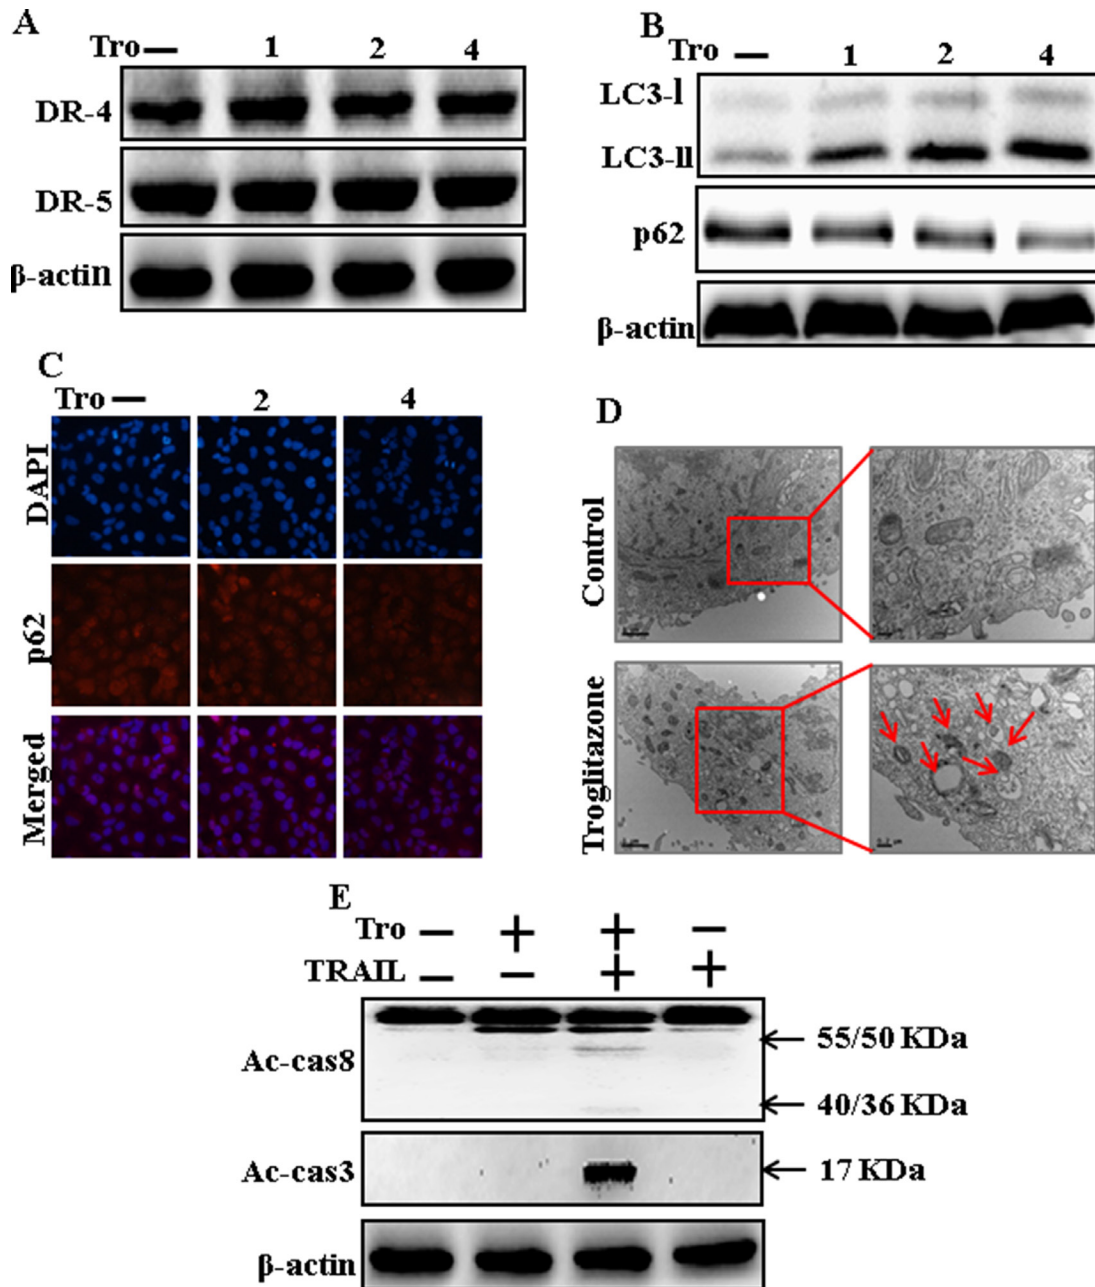 A
Tro — 1 2 4
DR-4
DR-5
β-actin
B
Tro — 1 2 4
LC3-I
LC3-II
p62
β-actin
C
Tro — 2 4
DAPI
p62
Merged
D
Control
Troglitazone
E
Tro — + + —
TRAIL — — + +
Ac-cas8
55/50 KDa
40/36 KDa
Ac-cas3
17 KDa
β-actin